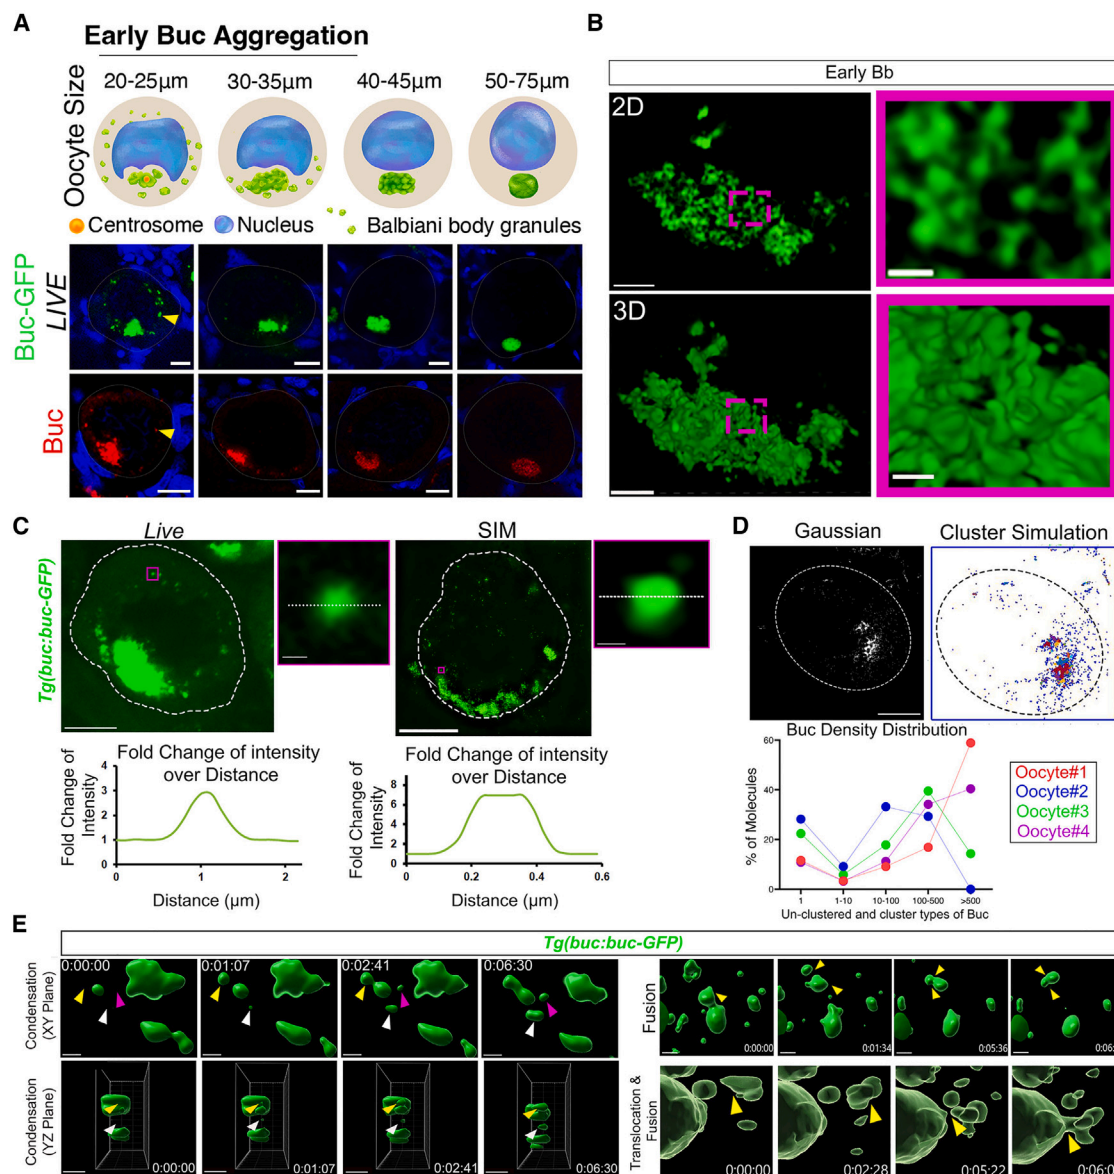 A
Early Buc Aggregation
20-25µm 30-35µm 40-45µm 50-75µm
Oocyte Size
Centrosome Nucleus Balbiani body granules
Buc-GFP
LIVE
Buc
B
Early Bb
2D
3D
C
Live SIM
Tg(buc:buc-GFP)
Fold Change of intensity
over Distance
Fold Change of
Intensity
4
3
2
1
0
0 1 2
Distance (µm)
Fold Change of intensity
over Distance
Fold Change of
Intensity
8
6
4
2
0
0 0.2 0.4 0.6
Distance (µm)
D
Gaussian Cluster Simulation
Buc Density Distribution
% of Molecules
60
40
20
0
1 1-10 10-100 100-500 >500
Un-clustered and cluster types of Buc
Oocyte#1
Oocyte#2
Oocyte#3
Oocyte#4
E
Tg(buc:buc-GFP)
Condensation
(XY Plane)
0:00:00 0:01:07 0:02:41 0:06:30
Condensation
(YZ Plane)
0:00:00 0:01:07 0:02:41 0:06:30
Fusion
0:00:00 0:01:34 0:05:36 0:06:
Translocation &
Fusion
0:00:00 0:02:28 0:05:22 0:06:0